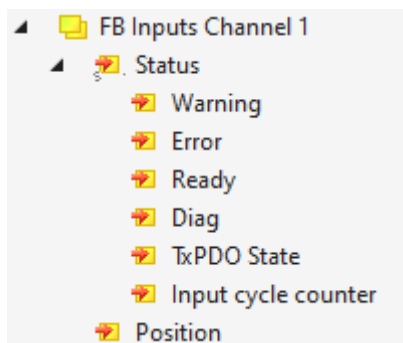 FB Inputs Channel 1
Status
Warning
Error
Ready
Diag
TxPDO State
Input cycle counter
Position